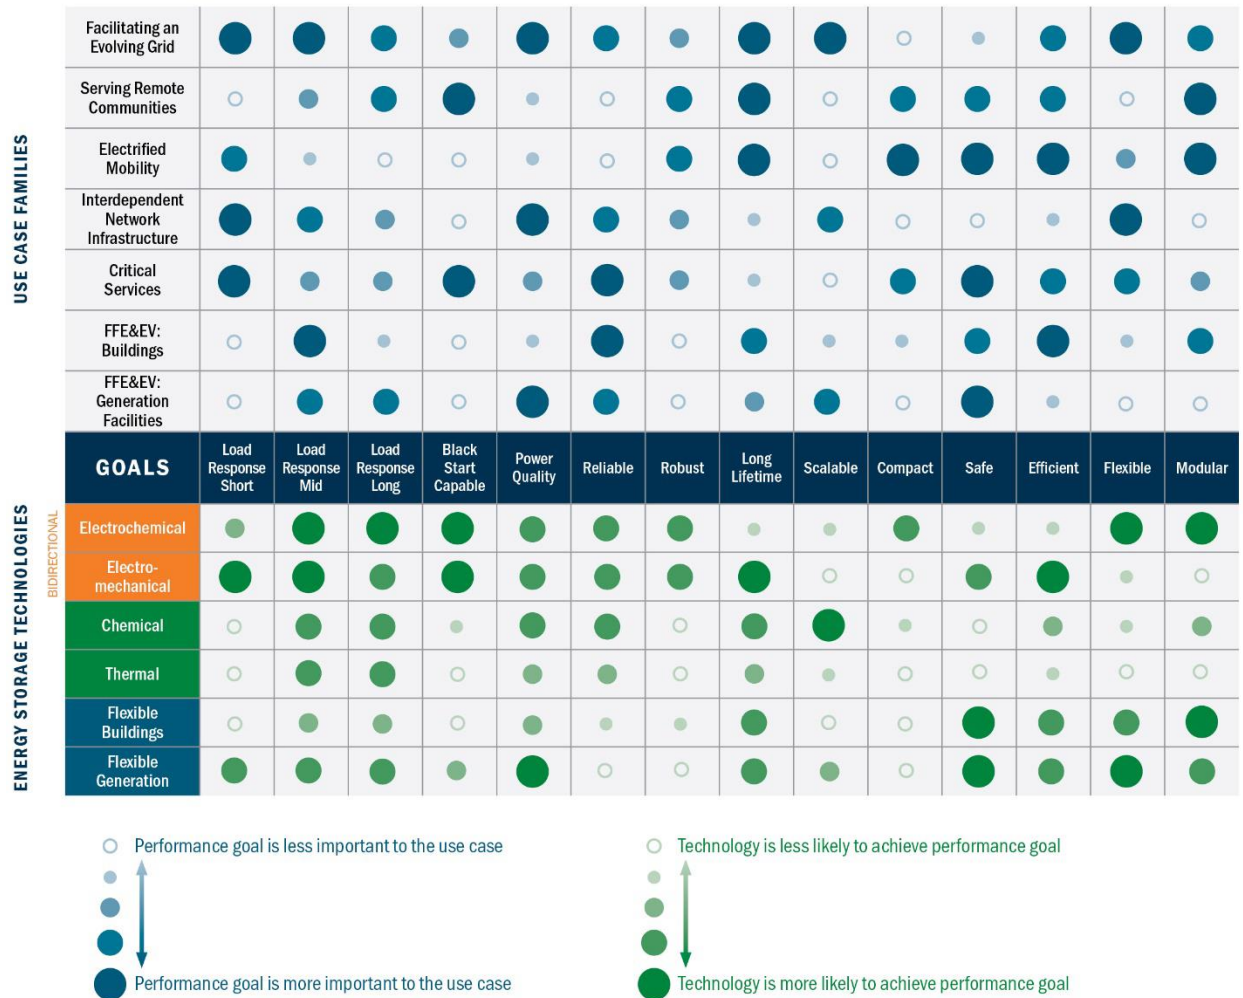 USE CASE FAMILIES
Facilitating an
Evolving Grid
Serving Remote
Communities
Electrified
Mobility
Interdependent
Network
Infrastructure
Critical
Services
FFE&EV:
Buildings
FFE&EV:
Generation
Facilities
GOALS
Load
Response
Short
Load
Response
Mid
Load
Response
Long
Black
Start
Capable
Power
Quality
Reliable
Robust
Long
Lifetime
Scalable
Compact
Safe
Efficient
Flexible
Modular
ENERGY STORAGE TECHNOLOGIES
BIDIRECTIONAL
Electrochemical
Electro-
mechanical
Chemical
Thermal
Flexible
Buildings
Flexible
Generation
Performance goal is less important to the use case
Performance goal is more important to the use case
Technology is less likely to achieve performance goal
Technology is more likely to achieve performance goal